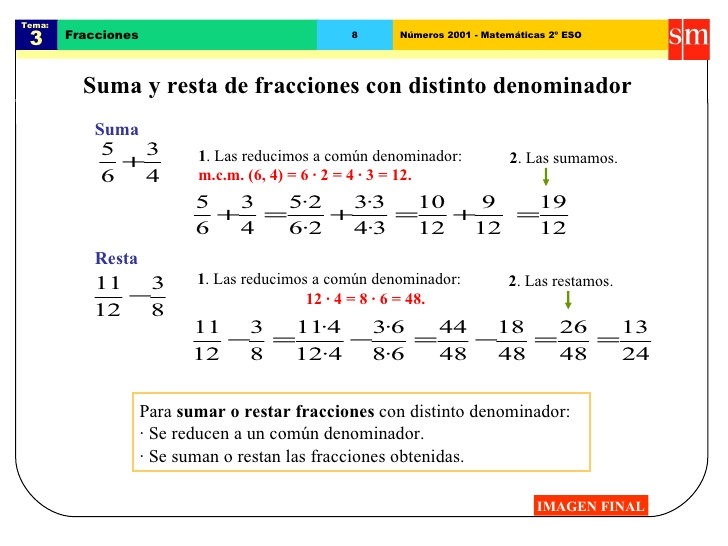 Tema:
3
Fracciones
8
Números 2001 - Matemáticas 2º ESO
sm
Suma y resta de fracciones con distinto denominador
Suma
5/6 + 3/4
1. Las reducimos a común denominador:
m.c.m. (6, 4) = 6 · 2 = 4 · 3 = 12.
2. Las sumamos.
5/6 + 3/4 = 5·2/6·2 + 3·3/4·3 = 10/12 + 9/12 = 19/12
Resta
11/12 − 3/8
1. Las reducimos a común denominador:
12 · 4 = 8 · 6 = 48.
2. Las restamos.
11/12 − 3/8 = 11·4/12·4 − 3·6/8·6 = 44/48 − 18/48 = 26/48 = 13/24
Para sumar o restar fracciones con distinto denominador:
· Se reducen a un común denominador.
· Se suman o restan las fracciones obtenidas.
IMAGEN FINAL